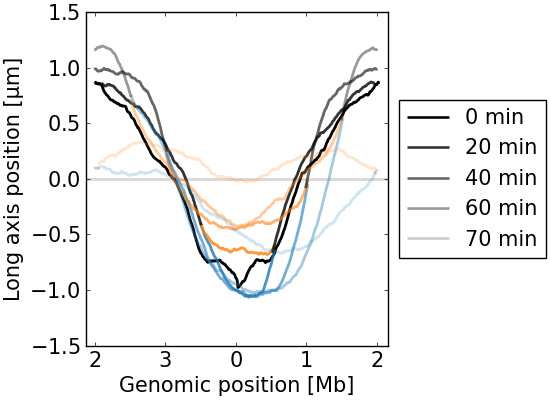 1.5
1.0
0.5
0.0
−0.5
−1.0
−1.5
Long axis position [μm]
2 3 0 1 2
Genomic position [Mb]
0 min
20 min
40 min
60 min
70 min